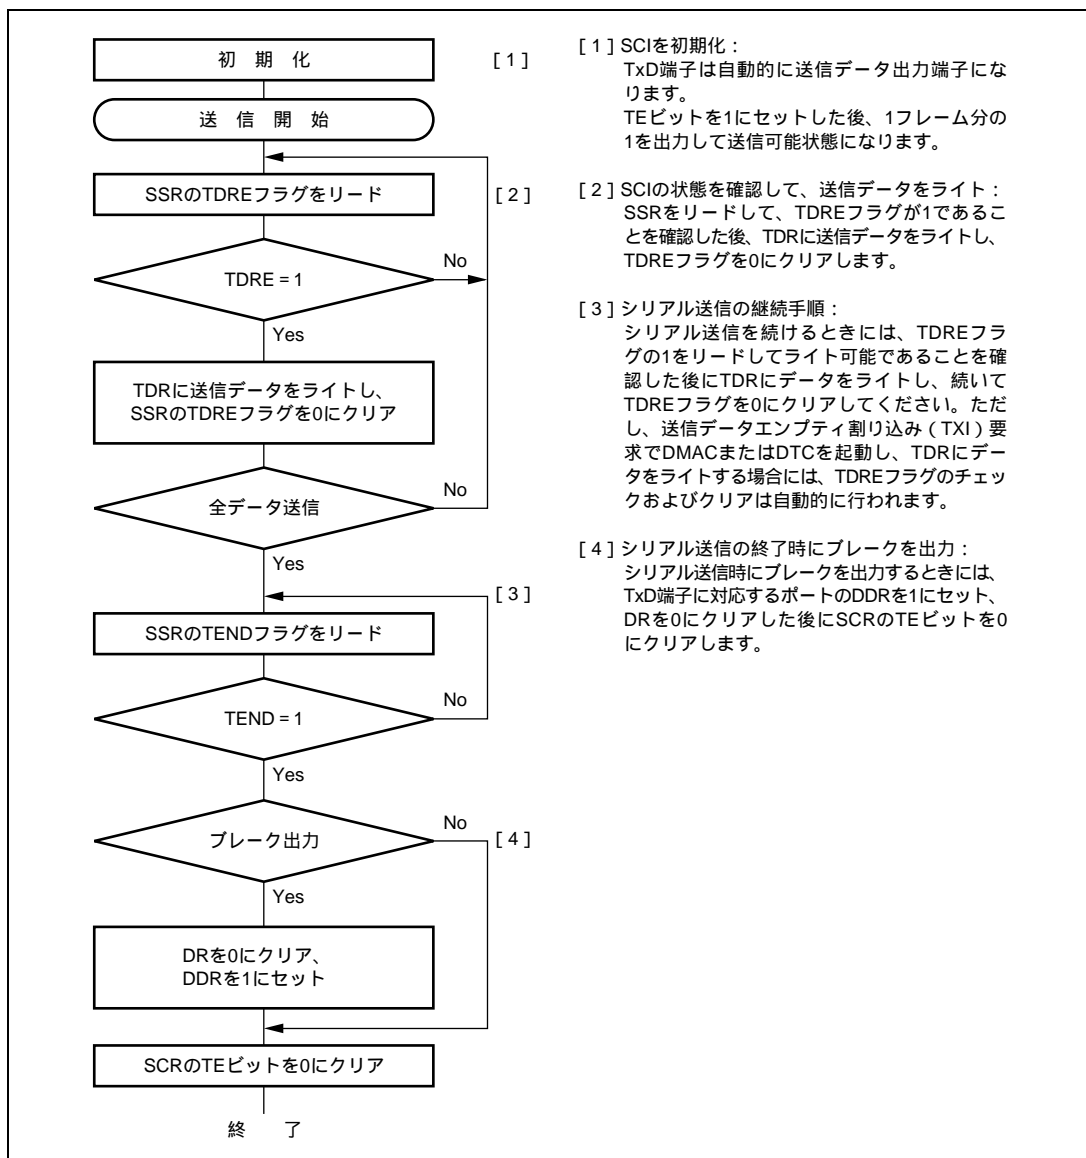 初 期 化
[ 1 ]
送 信 開 始
SSRのTDREフラグをリード
[ 2 ]
TDRE = 1
No
Yes
TDRに送信データをライトし、
SSRのTDREフラグを0にクリア
全データ送信
No
Yes
[ 3 ]
SSRのTENDフラグをリード
TEND = 1
No
Yes
ブレーク出力
No
[ 4 ]
Yes
DRを0にクリア、
DDRを1にセット
SCRのTEビットを0にクリア
終 了
[ 1 ] SCIを初期化：
TxD端子は自動的に送信データ出力端子にな
ります。
TEビットを1にセットした後、1フレーム分の
1を出力して送信可能状態になります。
[ 2 ] SCIの状態を確認して、送信データをライト：
SSRをリードして、TDREフラグが1であるこ
とを確認した後、TDRに送信データをライトし、
TDREフラグを0にクリアします。
[ 3 ] シリアル送信の継続手順：
シリアル送信を続けるときには、TDREフラ
グの1をリードしてライト可能であることを確
認した後にTDRにデータをライトし、続いて
TDREフラグを0にクリアしてください。ただ
し、送信データエンプティ割り込み（TXI）要
求でDMACまたはDTCを起動し、TDRにデー
タをライトする場合には、TDREフラグのチェッ
クおよびクリアは自動的に行われます。
[ 4 ] シリアル送信の終了時にブレークを出力：
シリアル送信時にブレークを出力するときには、
TxD端子に対応するポートのDDRを1にセット、
DRを0にクリアした後にSCRのTEビットを0
にクリアします。